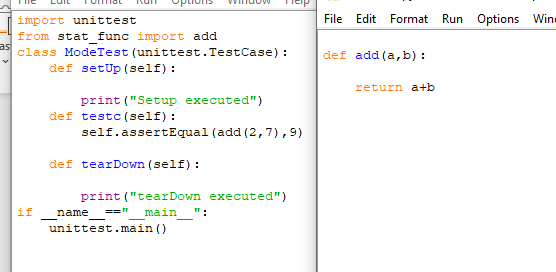 File Edit Format Run Options Window Help
import unittest
from stat_func import add
class ModeTest(unittest.TestCase):
    def setUp(self):
        print("Setup executed")
    def testc(self):
        self.assertEqual(add(2,7),9)
    def tearDown(self):
        print("tearDown executed")
if __name__=="__main__":
    unittest.main()
File Edit Format Run Options
def add(a,b):
    return a+b